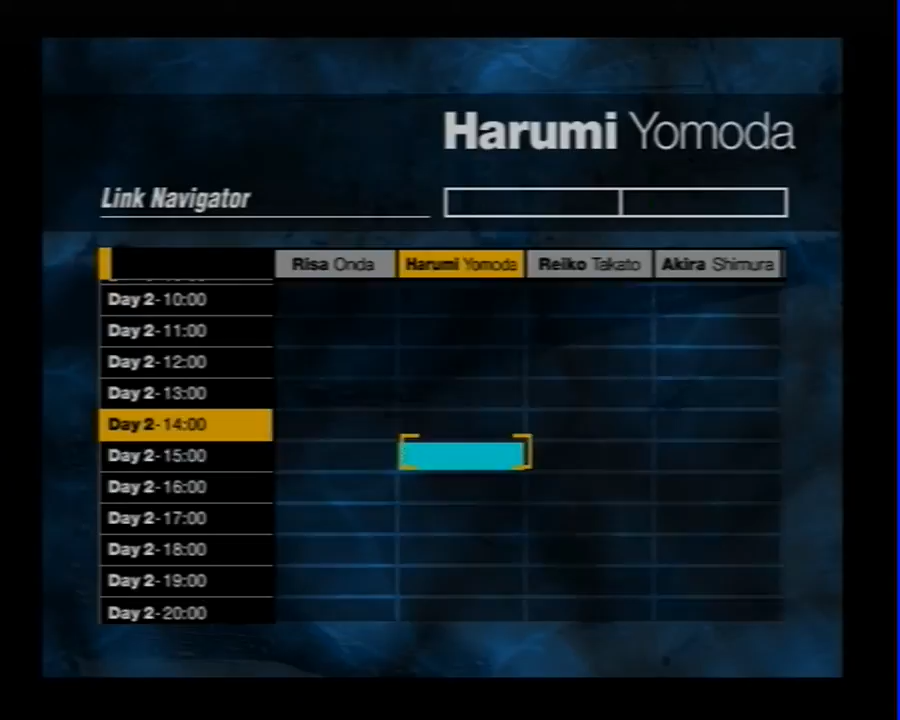 Harumi Yomoda
Link Navigator
Risa Onda Harumi Yomoda Reiko Takato Akira Shimura
Day 2-10:00
Day 2-11:00
Day 2-12:00
Day 2-13:00
Day 2-14:00
Day 2-15:00
Day 2-16:00
Day 2-17:00
Day 2-18:00
Day 2-19:00
Day 2-20:00